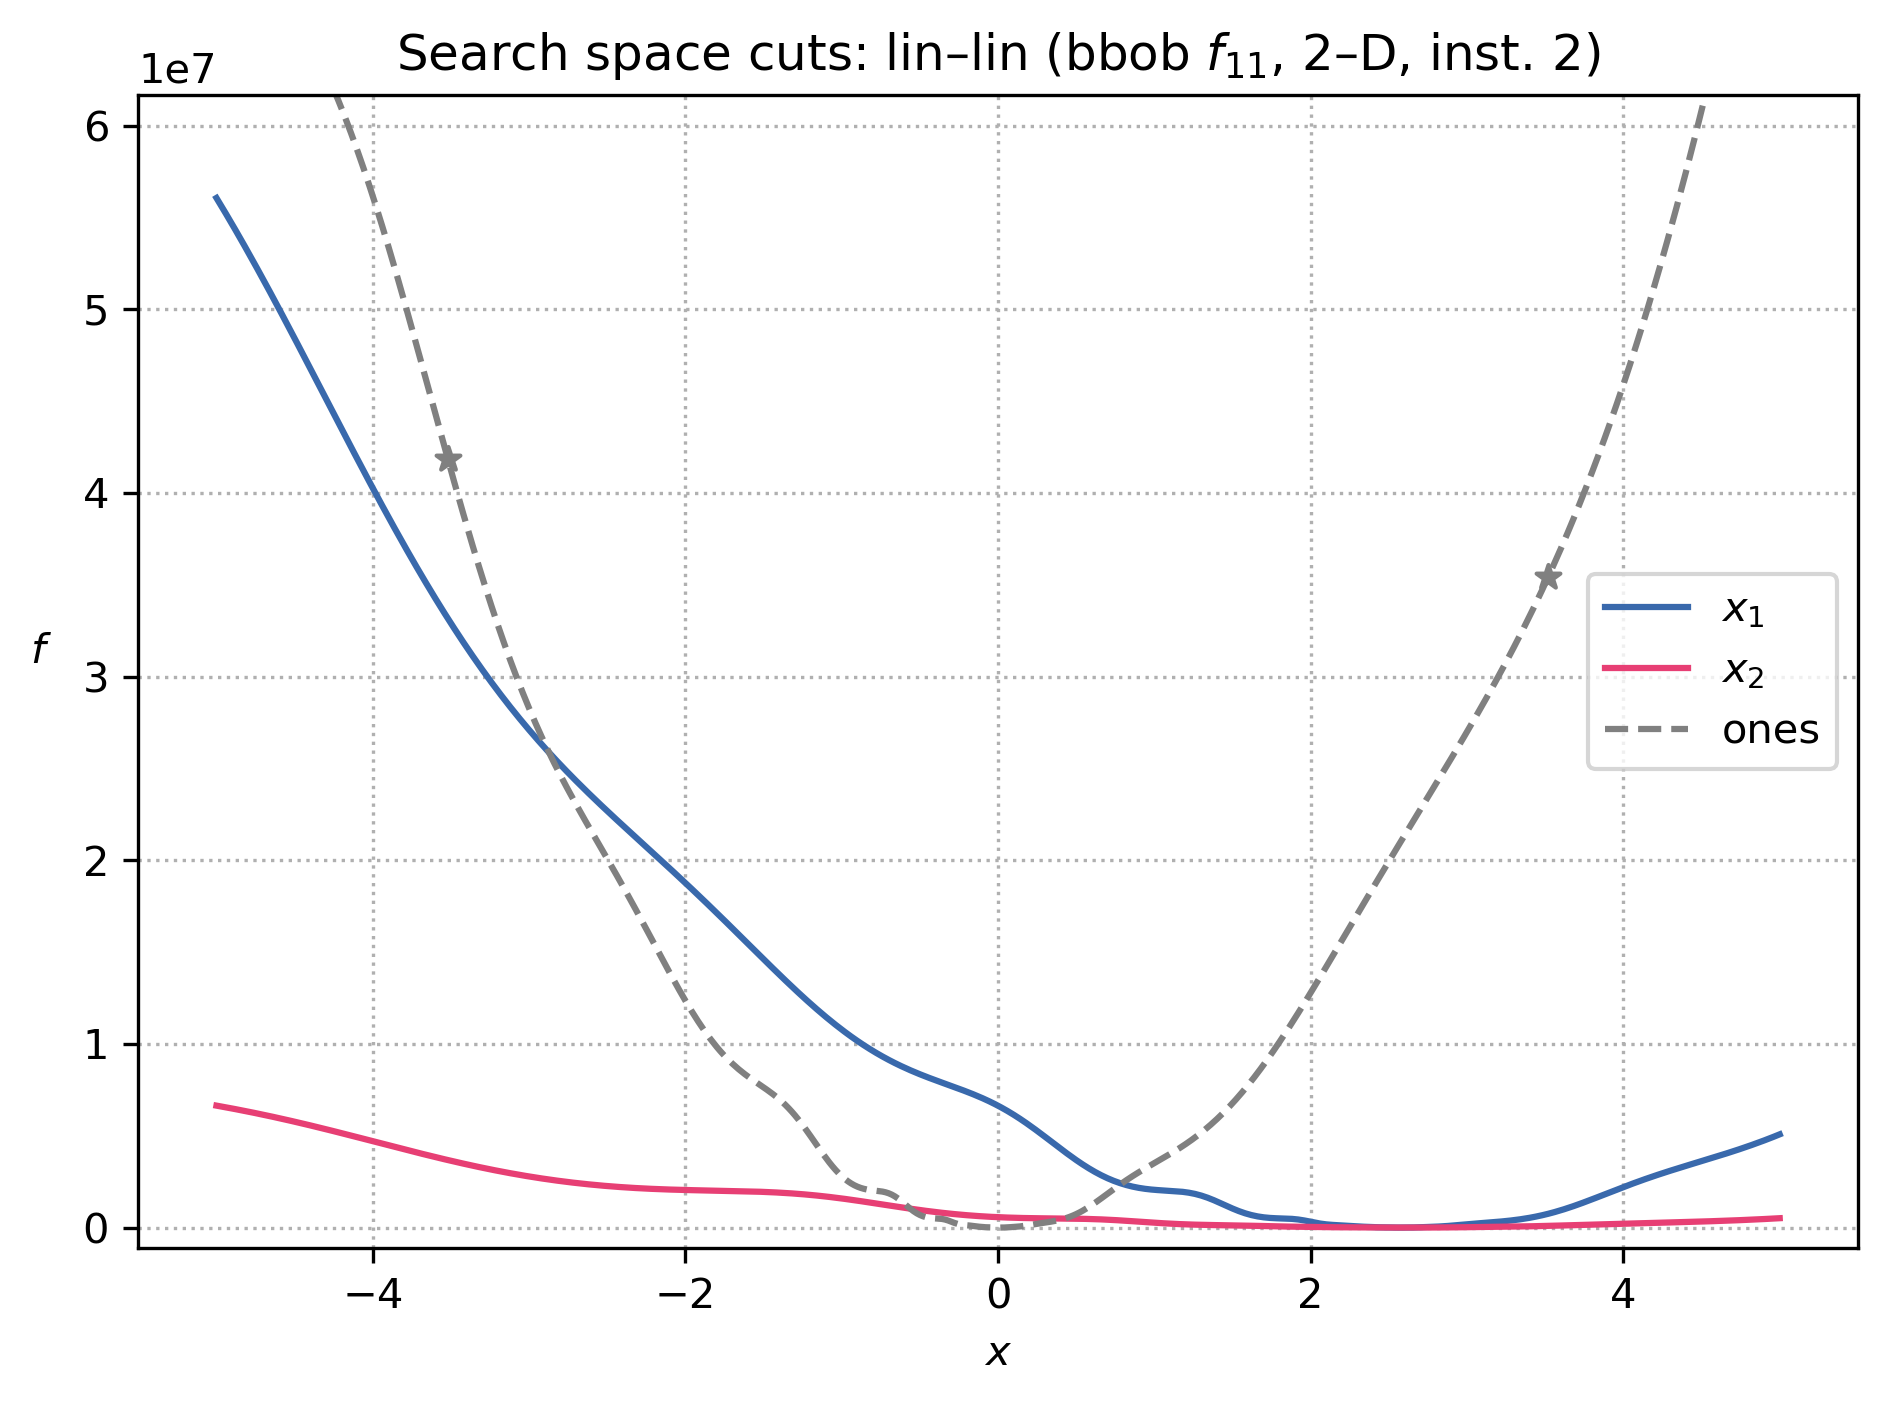 Search space cuts: lin–lin (bbob f₁₁, 2–D, inst. 2)
1e7
6
5
4
3
2
1
0
f
−4
−2
0
2
4
x
x₁
x₂
ones